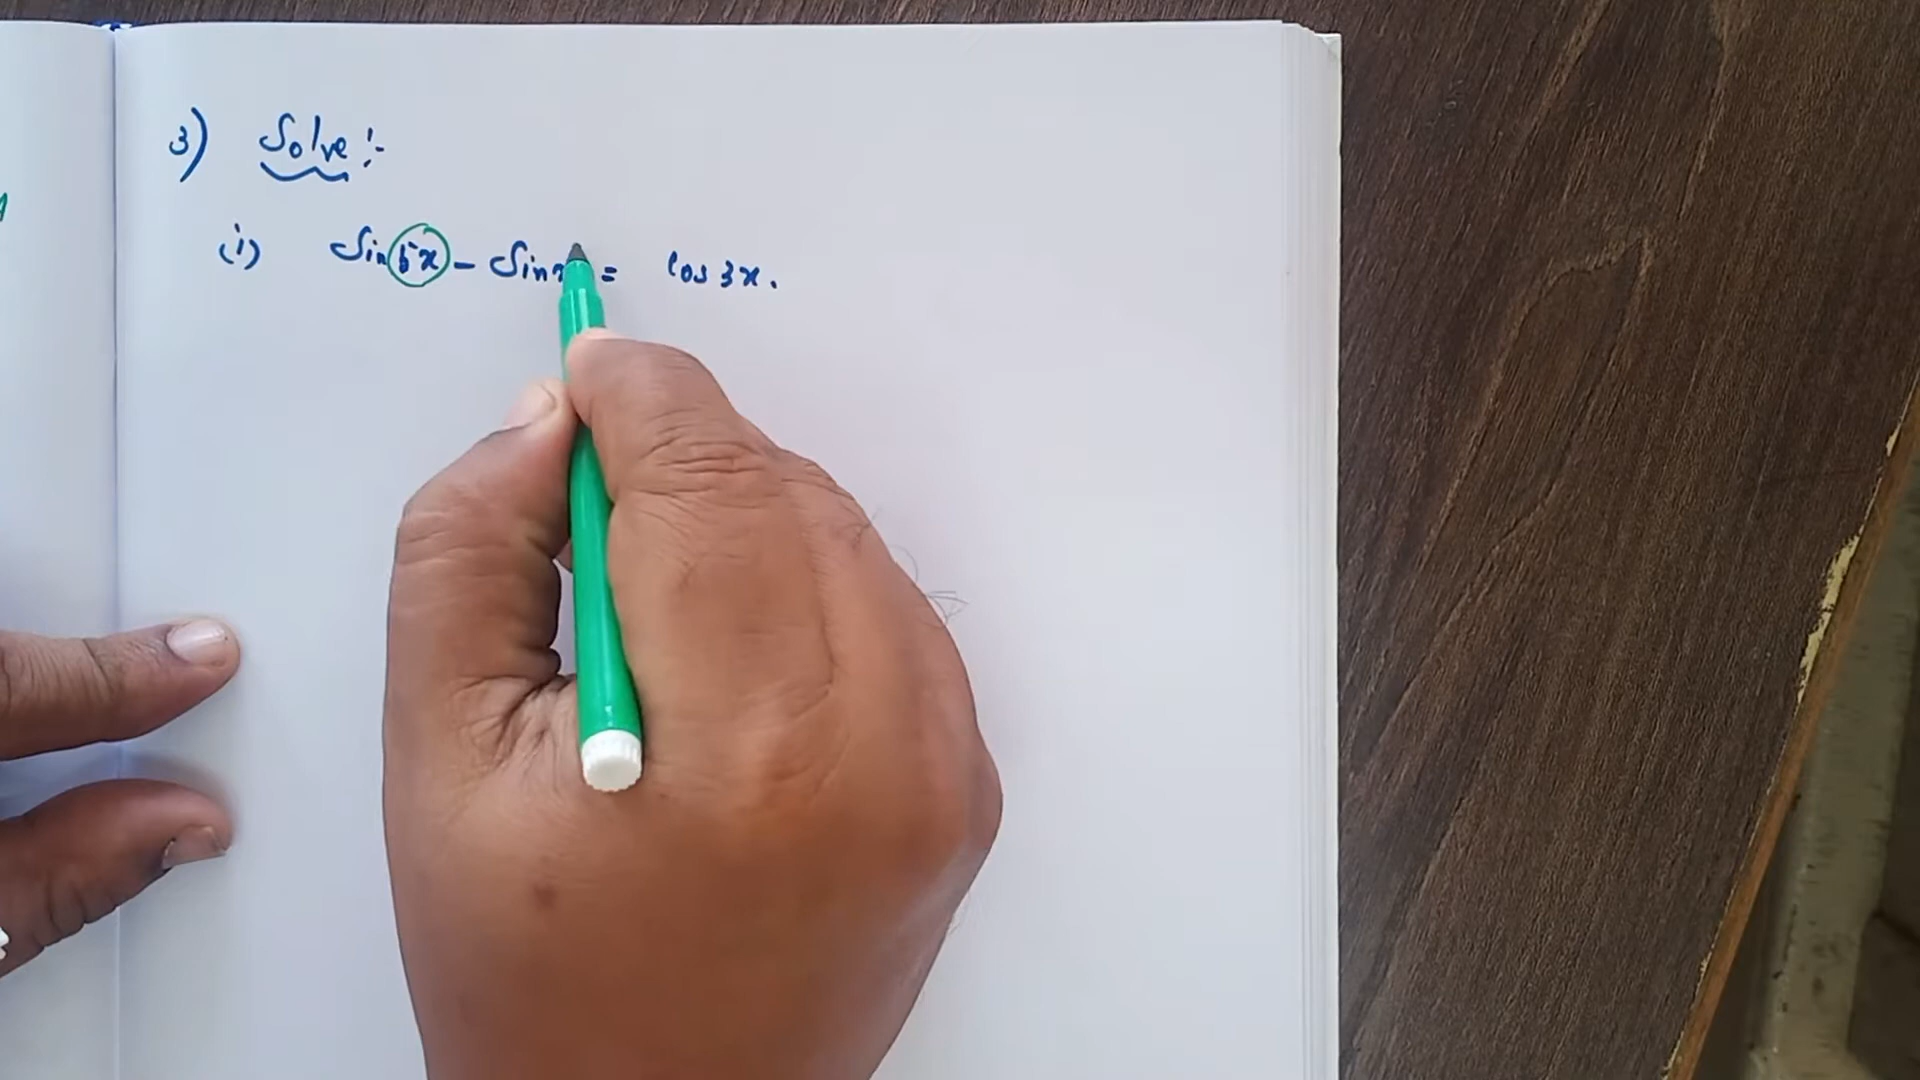 3) Solve :-
(i) Sin 5x - Sin x = Cos 3x.